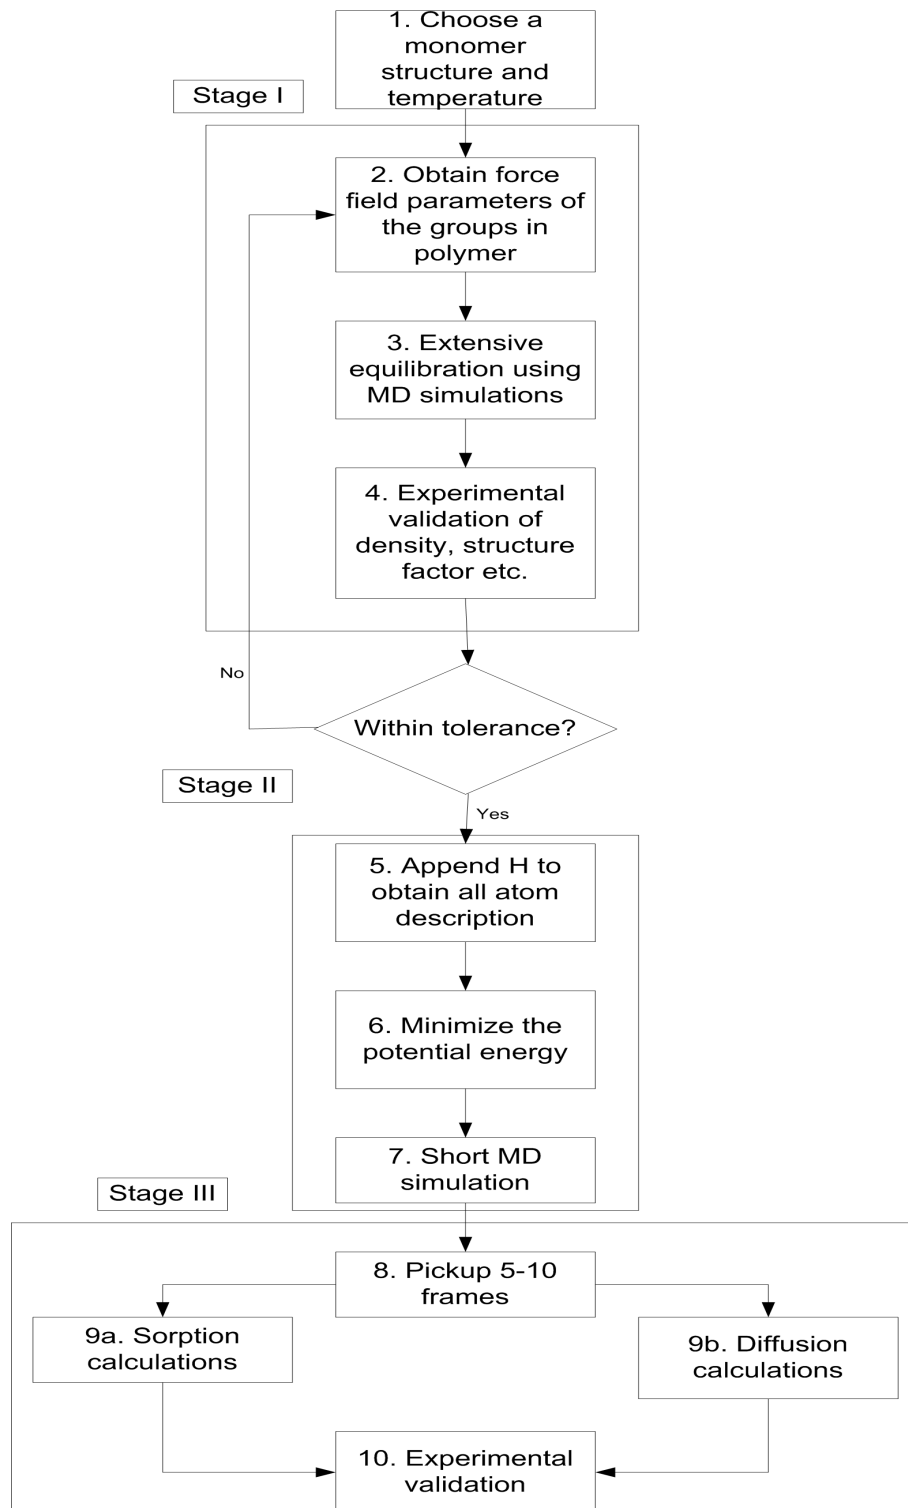 1. Choose a
monomer
structure and
temperature
Stage I
2. Obtain force
field parameters of
the groups in
polymer
3. Extensive
equilibration using
MD simulations
4. Experimental
validation of
density, structure
factor etc.
No
Within tolerance?
Stage II
Yes
5. Append H to
obtain all atom
description
6. Minimize the
potential energy
7. Short MD
simulation
Stage III
8. Pickup 5-10
frames
9a. Sorption
calculations
9b. Diffusion
calculations
10. Experimental
validation